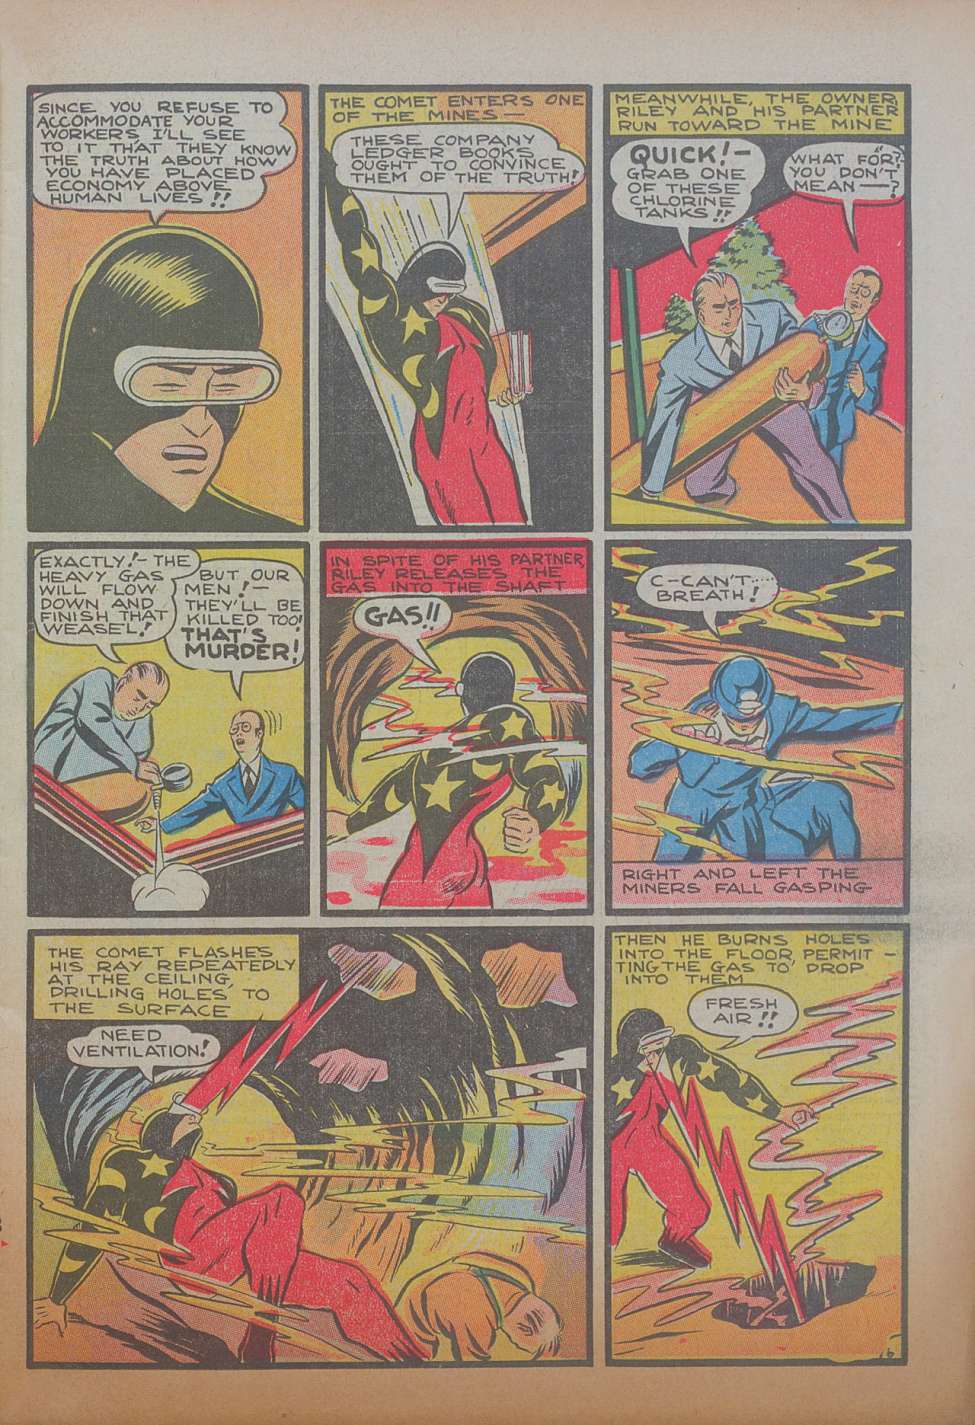 SINCE YOU REFUSE TO
ACCOMMODATE YOUR
WORKERS I'LL SEE
TO IT THAT THEY KNOW
THE TRUTH ABOUT HOW
YOU HAVE PLACED
ECONOMY ABOVE
HUMAN LIVES!!
THE COMET ENTERS ONE
OF THE MINES—
THESE COMPANY
LEDGER BOOKS
OUGHT TO CONVINCE
THEM OF THE TRUTH!
MEANWHILE, THE OWNER,
RILEY AND HIS PARTNER
RUN TOWARD THE MINE
QUICK!-
GRAB ONE
OF THESE
CHLORINE
TANKS!!
WHAT FOR?
YOU DON'T
MEAN—?
EXACTLY!- THE
HEAVY GAS
WILL FLOW
DOWN AND
FINISH THAT
WEASEL!
BUT OUR
MEN!-
THEY'LL BE
KILLED TOO!
THAT'S
MURDER!
IN SPITE OF HIS PARTNER,
RILEY RELEASES THE
GAS INTO THE SHAFT
GAS!!
C-CAN'T.....
BREATH!
RIGHT AND LEFT THE
MINERS FALL GASPING-
THE COMET FLASHES
HIS RAY REPEATEDLY
AT THE CEILING,
DRILLING HOLES TO
THE SURFACE
NEED
VENTILATION!
THEN HE BURNS HOLES
INTO THE FLOOR, PERMIT-
TING THE GAS TO DROP
INTO THEM
FRESH
AIR!!
6